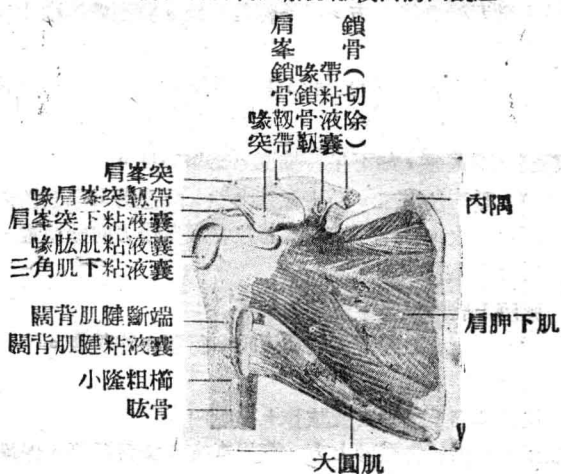 鎖骨(切除)
喙鎖骨靱
帶粘液囊
肩峯鎖骨靱帶
喙突
肩峯突
喙肩峯突靱帶
肩峯突下粘液囊
喙肱肌粘液囊
三角肌下粘液囊
闊背肌腱斷端
闊背肌腱粘液囊
小隆粗櫛
肱骨
內隅
肩胛下肌
大圓肌